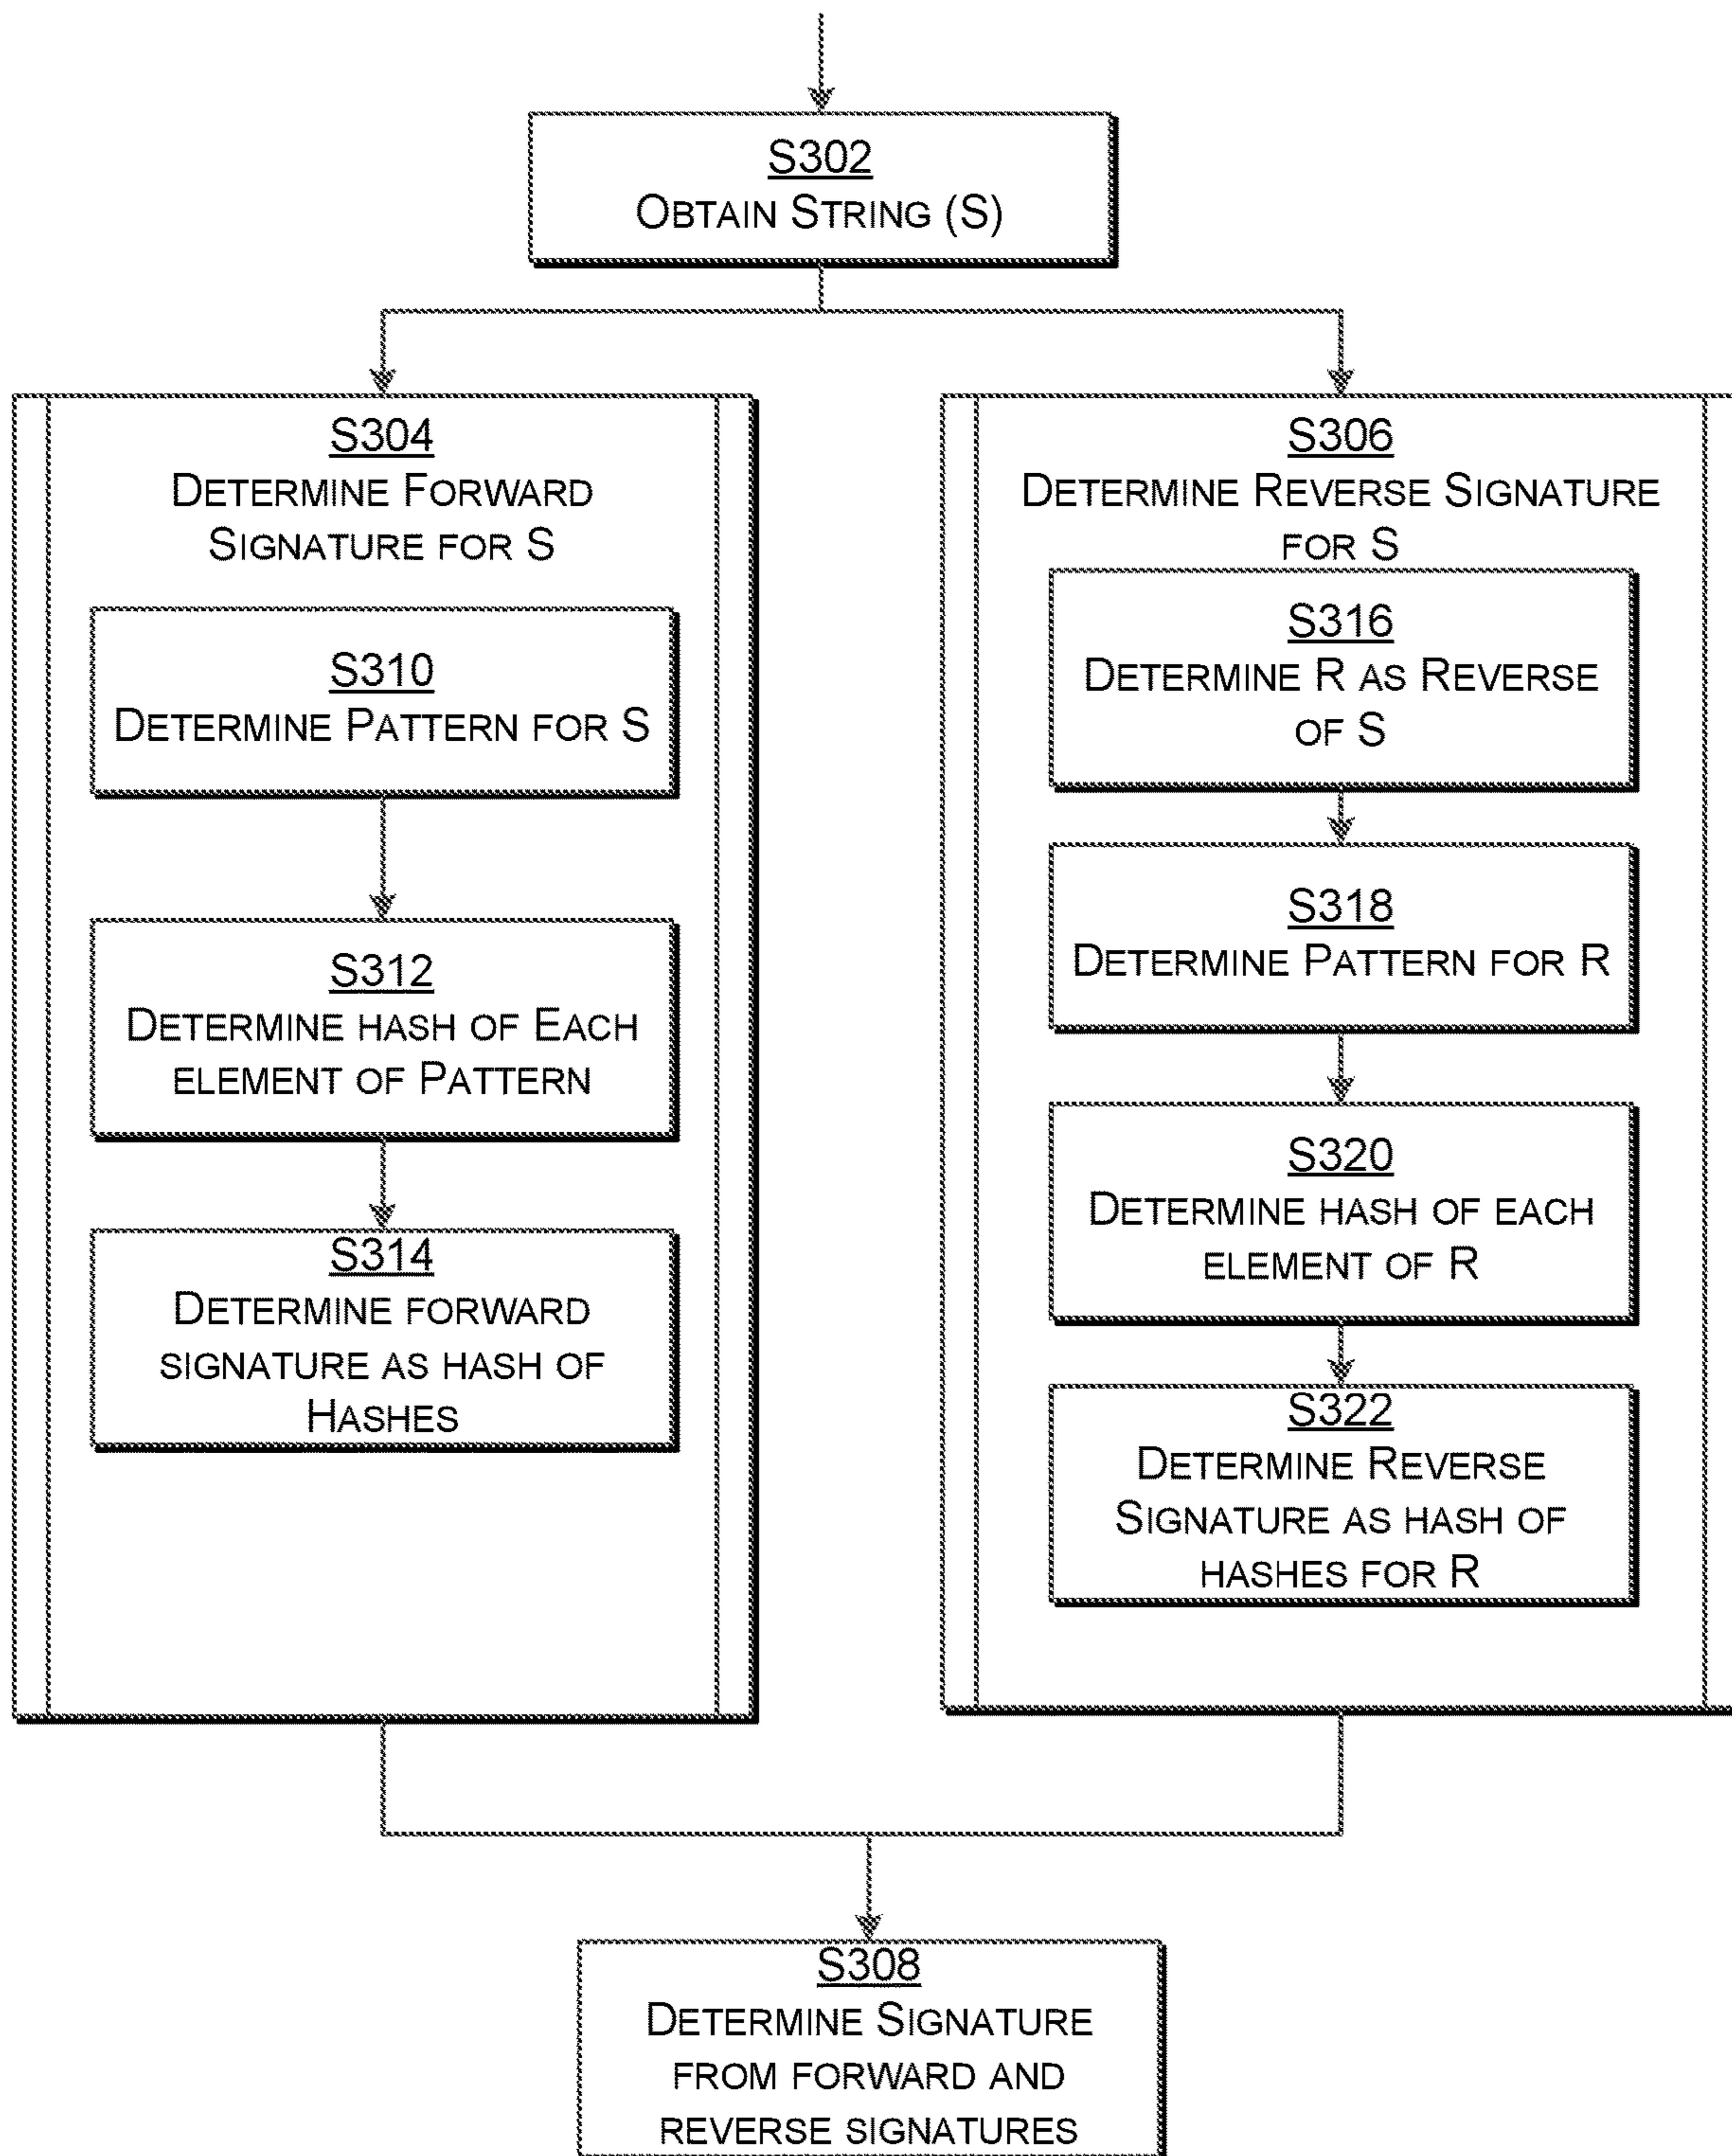 S302
OBTAIN STRING (S)
S304
DETERMINE FORWARD
SIGNATURE FOR S
S310
DETERMINE PATTERN FOR S
S312
DETERMINE HASH OF EACH
ELEMENT OF PATTERN
S314
DETERMINE FORWARD
SIGNATURE AS HASH OF
HASHES
S306
DETERMINE REVERSE SIGNATURE
FOR S
S316
DETERMINE R AS REVERSE
OF S
S318
DETERMINE PATTERN FOR R
S320
DETERMINE HASH OF EACH
ELEMENT OF R
S322
DETERMINE REVERSE
SIGNATURE AS HASH OF
HASHES FOR R
S308
DETERMINE SIGNATURE
FROM FORWARD AND
REVERSE SIGNATURES